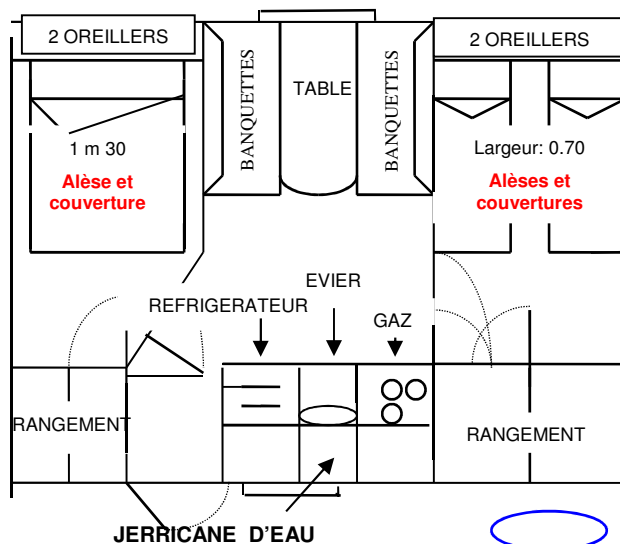 2 OREILLERS
2 OREILLERS
BANQUETTES
TABLE
BANQUETTES
1 m 30
Alèse et
couverture
Largeur: 0.70
Alèses et
couvertures
EVIER
REFRIGERATEUR
GAZ
RANGEMENT
RANGEMENT
JERRICANE D'EAU